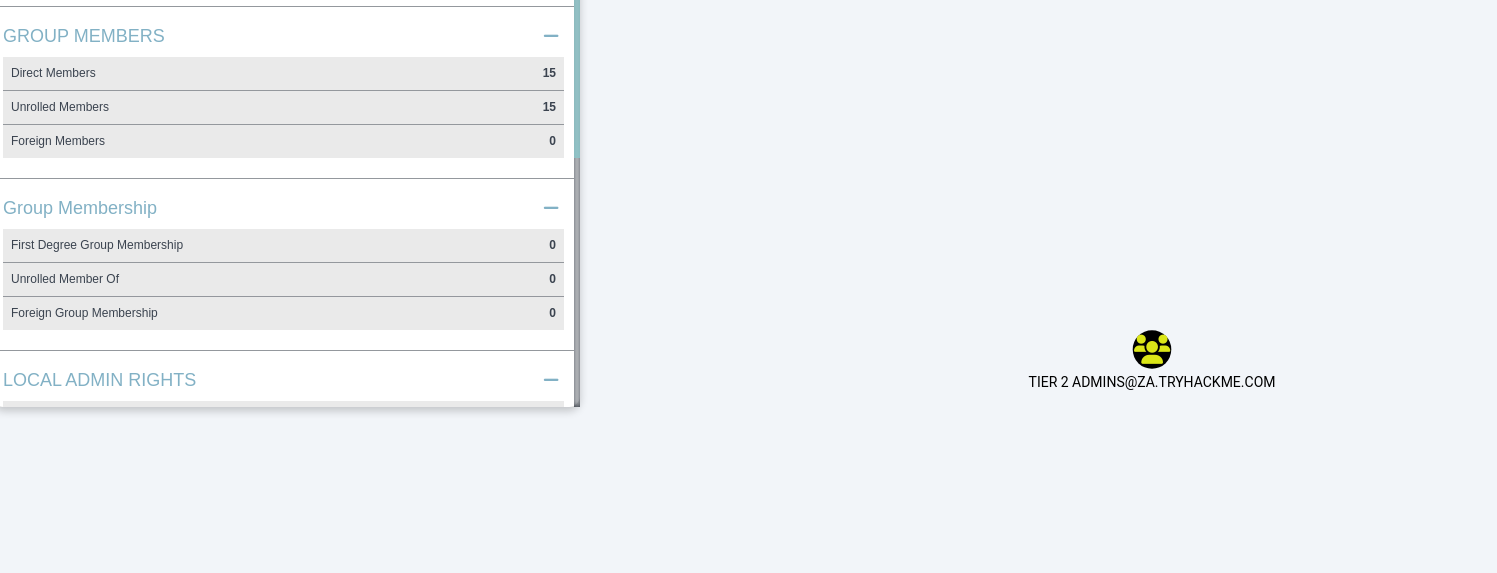 GROUP MEMBERS
Direct Members 15
Unrolled Members 15
Foreign Members 0
Group Membership
First Degree Group Membership 0
Unrolled Member Of 0
Foreign Group Membership 0
LOCAL ADMIN RIGHTS
TIER 2 ADMINS@ZA.TRYHACKME.COM